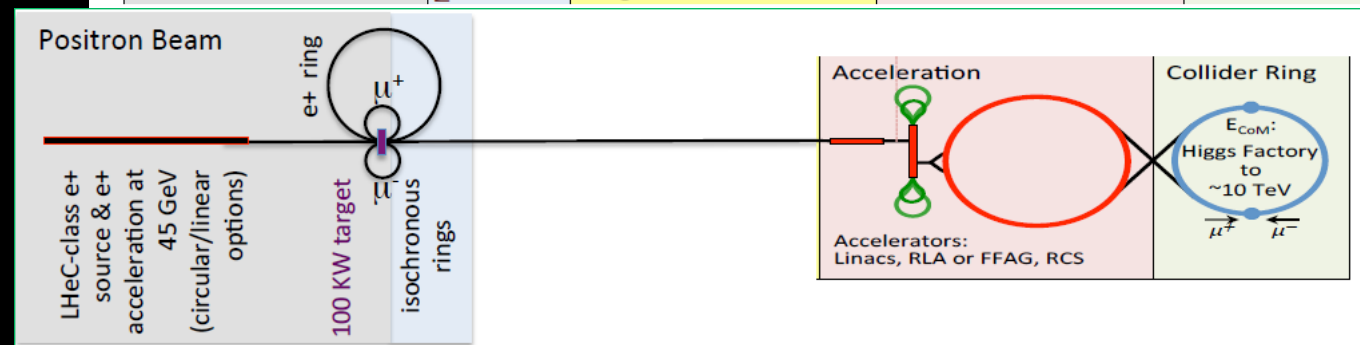 Positron Beam
e+ ring
μ⁺
μ⁻
LHeC-class e+
source & e+
acceleration at
45 GeV
(circular/linear
options)
100 KW target
isochronous
rings
Acceleration
Accelerators:
Linacs, RLA or FFAG, RCS
Collider Ring
E_CoM:
Higgs Factory
to
~10 TeV
μ⁺ μ⁻